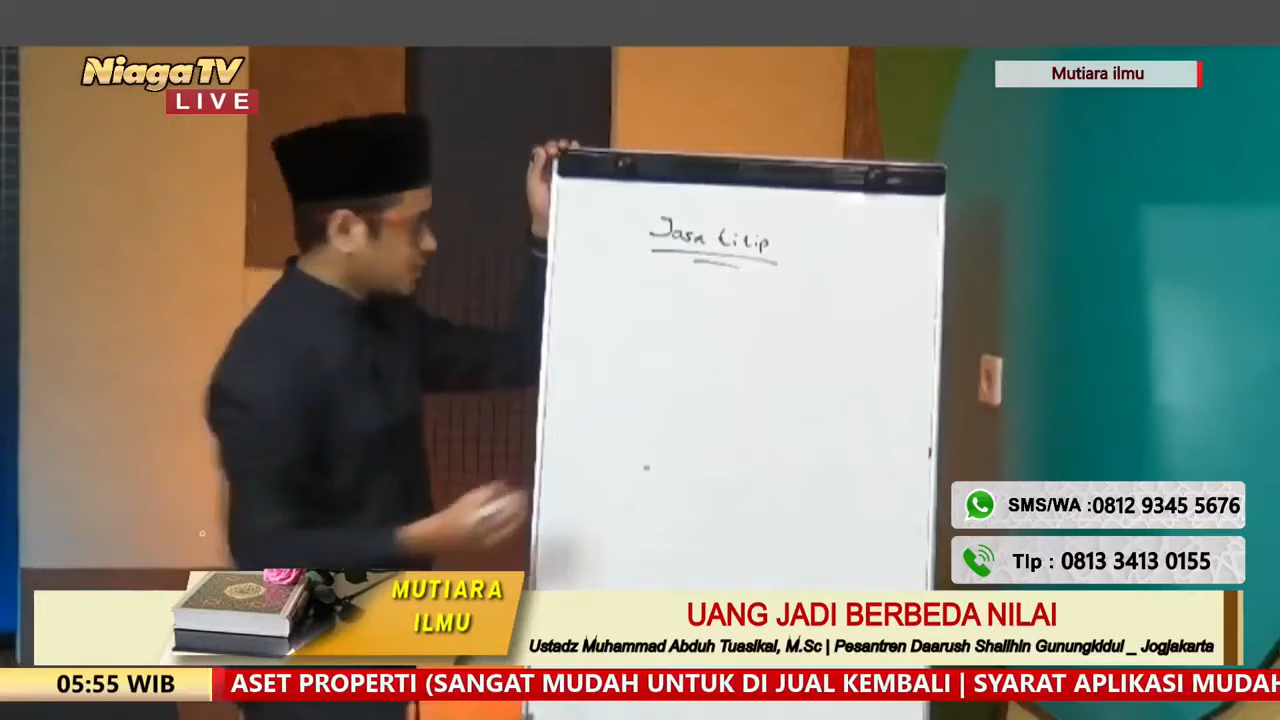 NiagaTV
LIVE
Mutiara ilmu
Jasa titip
SMS/WA :0812 9345 5676
Tlp : 0813 3413 0155
MUTIARA
ILMU
UANG JADI BERBEDA NILAI
Ustadz Muhammad Abduh Tuasikal, M.Sc | Pesantren Daarush Shalihin Gunungkidul _ Jogjakarta
05:55 WIB
ASET PROPERTI (SANGAT MUDAH UNTUK DI JUAL KEMBALI | SYARAT APLIKASI MUDAH